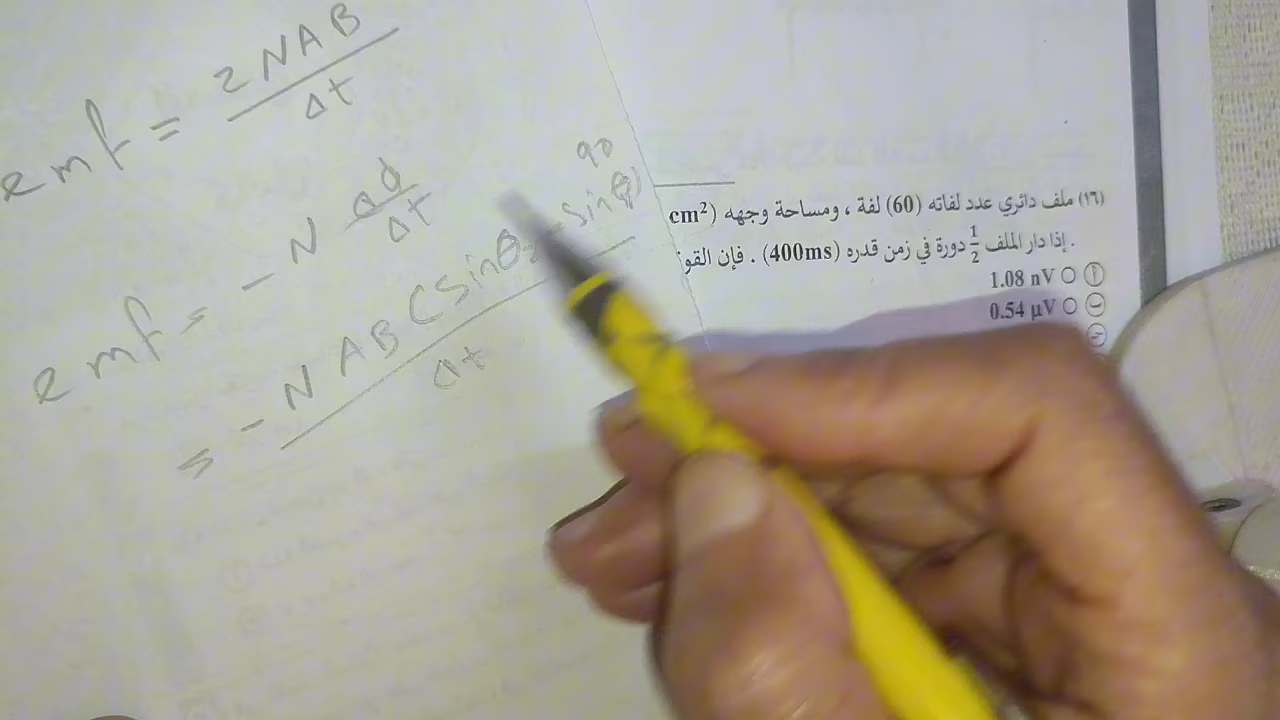 emf = 2NAB / Δt
emf = - N Δϕ / Δt
90
= - NAB (sinθ₂ - sinθ₁) / Δt
(١٦) ملف دائري عدد لفاته (60) لفة ، ومساحة وجهه (cm²
. إذا دار الملف ½ دورة في زمن قدره (400ms) . فإن
أ 1.08 nV
ب 0.54 μV